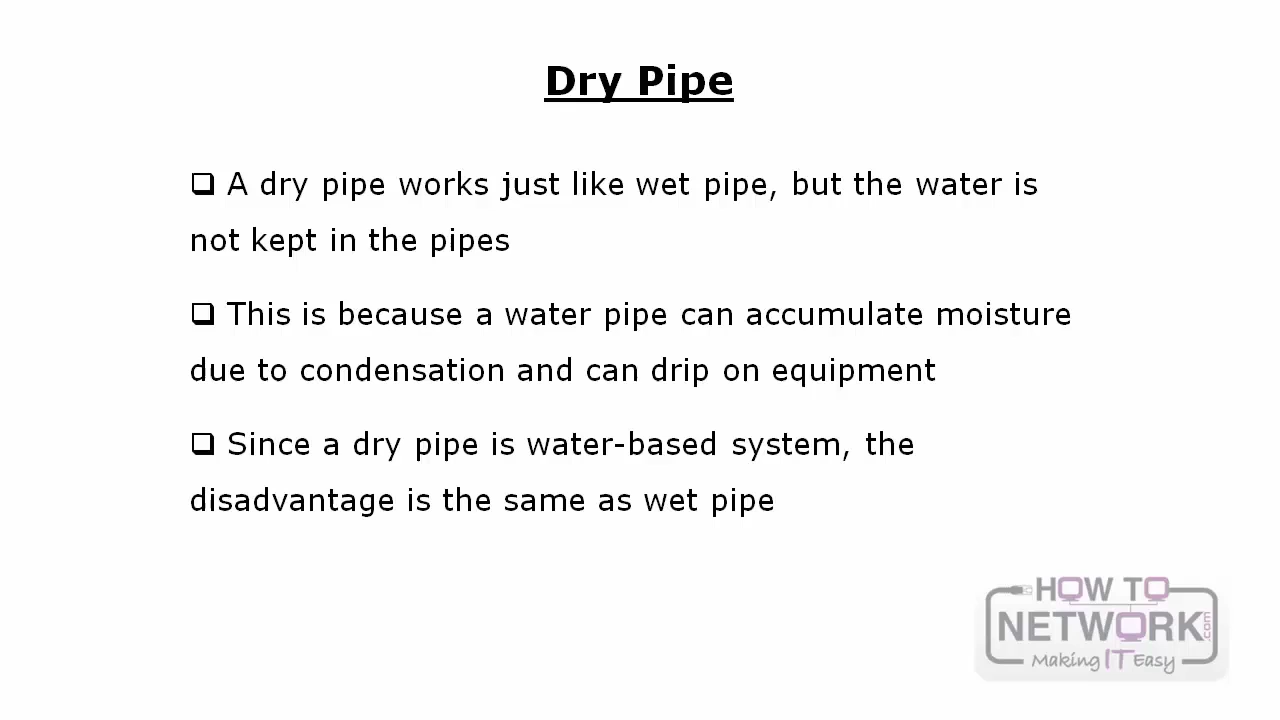 Dry Pipe
❑ A dry pipe works just like wet pipe, but the water is
not kept in the pipes
❑ This is because a water pipe can accumulate moisture
due to condensation and can drip on equipment
❑ Since a dry pipe is water-based system, the
disadvantage is the same as wet pipe
HOW TO
NETWORK.com
Making IT Easy